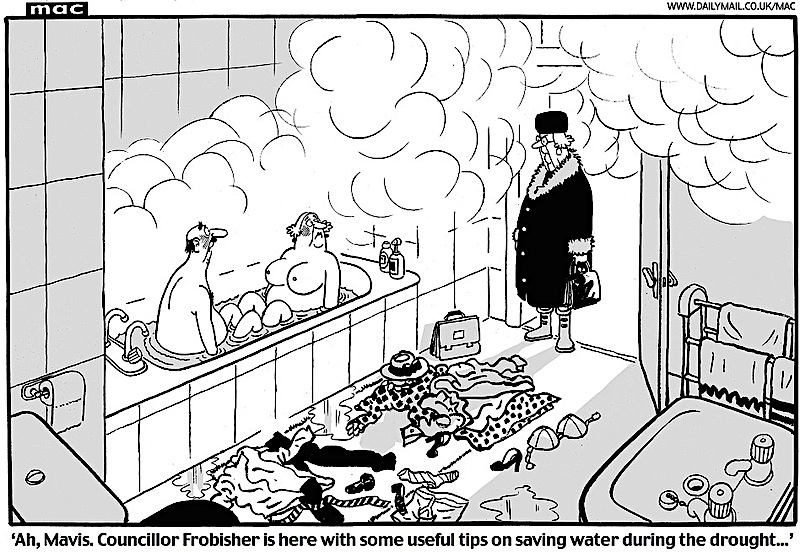 mac
WWW.DAILYMAIL.CO.UK/MAC
'Ah, Mavis. Councillor Frobisher is here with some useful tips on saving water during the drought...'